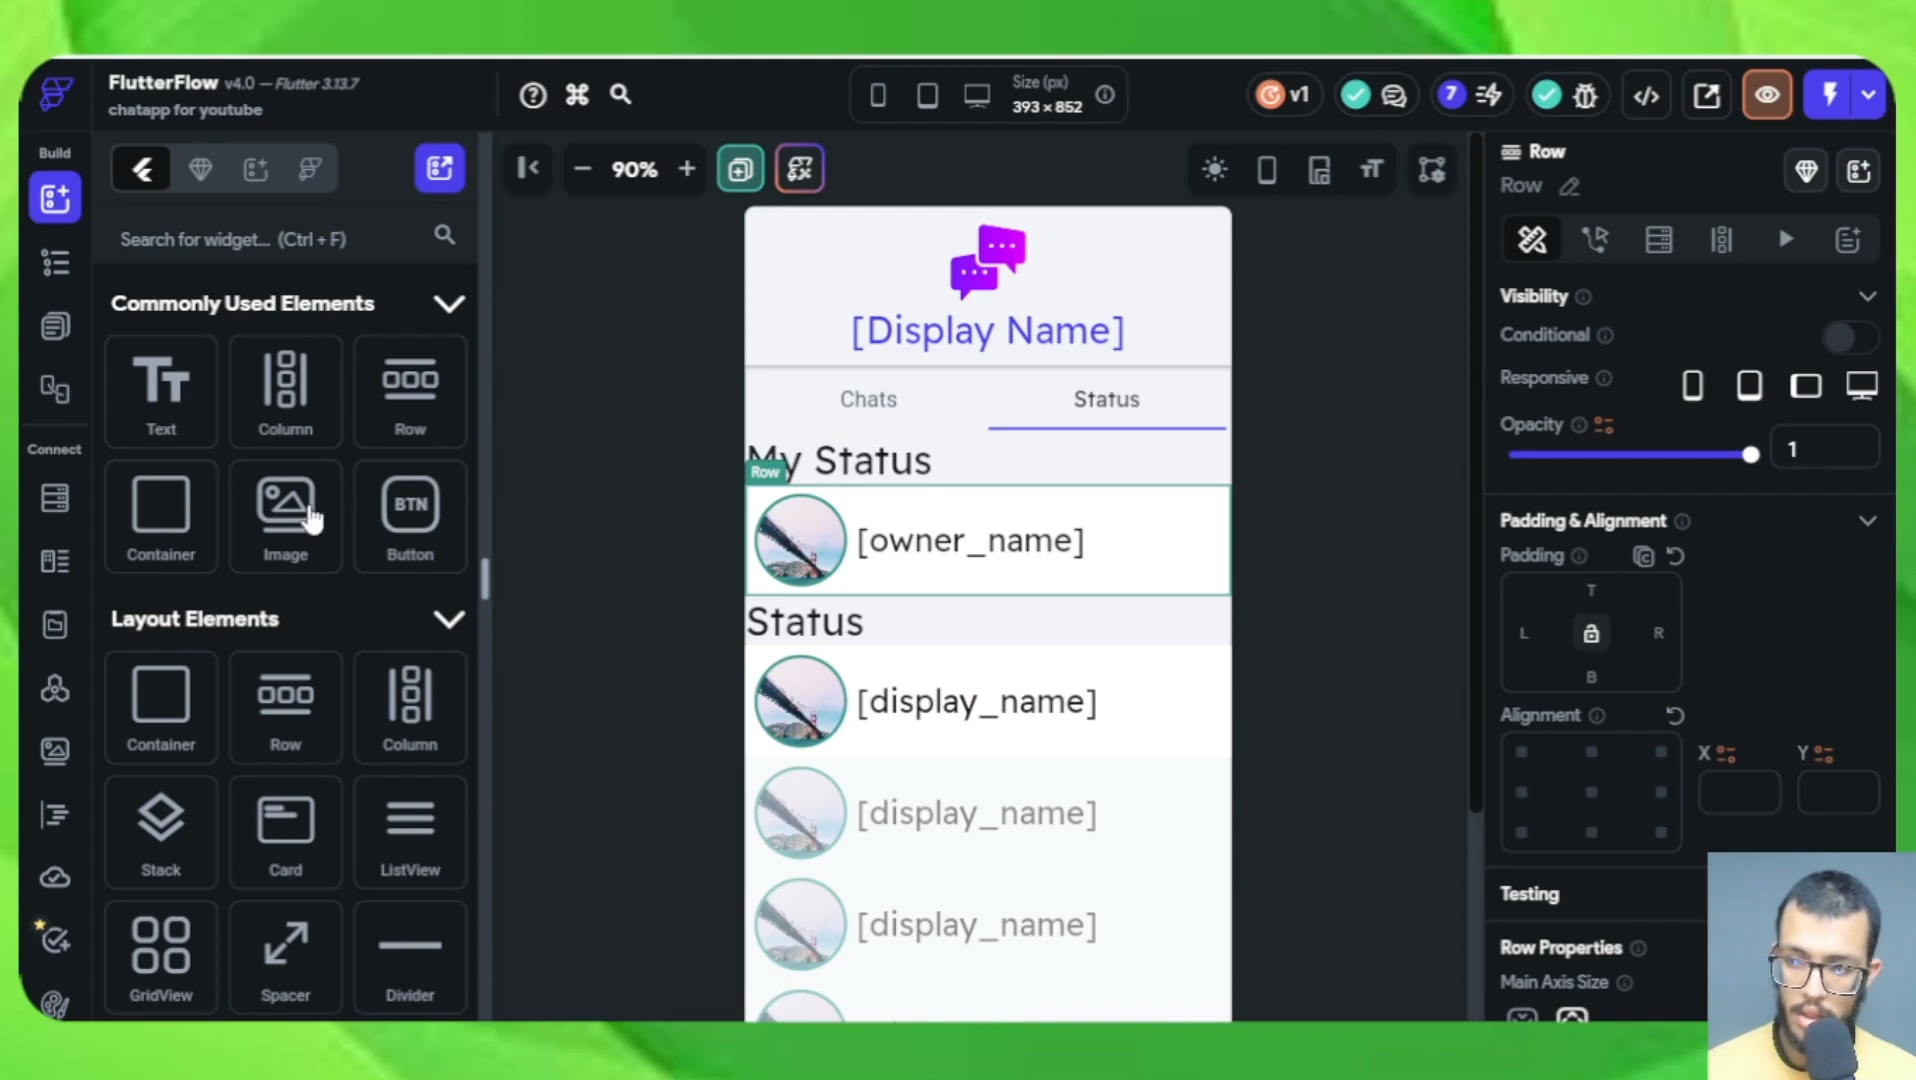 FlutterFlow v4.0 — Flutter 3.13.7
chatapp for youtube
Size (px)
393 × 852
v1
7
Build
90%
Row
Row
Search for widget... (Ctrl + F)
Commonly Used Elements
Text
Column
Row
Container
Image
BTN
Button
Layout Elements
Container
Row
Column
Stack
Card
ListView
GridView
Spacer
Divider
Connect
[Display Name]
Chats
Status
My Status
Row
[owner_name]
Status
[display_name]
[display_name]
[display_name]
Visibility
Conditional
Responsive
Opacity
1
Padding & Alignment
Padding
T
L
R
B
Alignment
X
Y
Testing
Row Properties
Main Axis Size